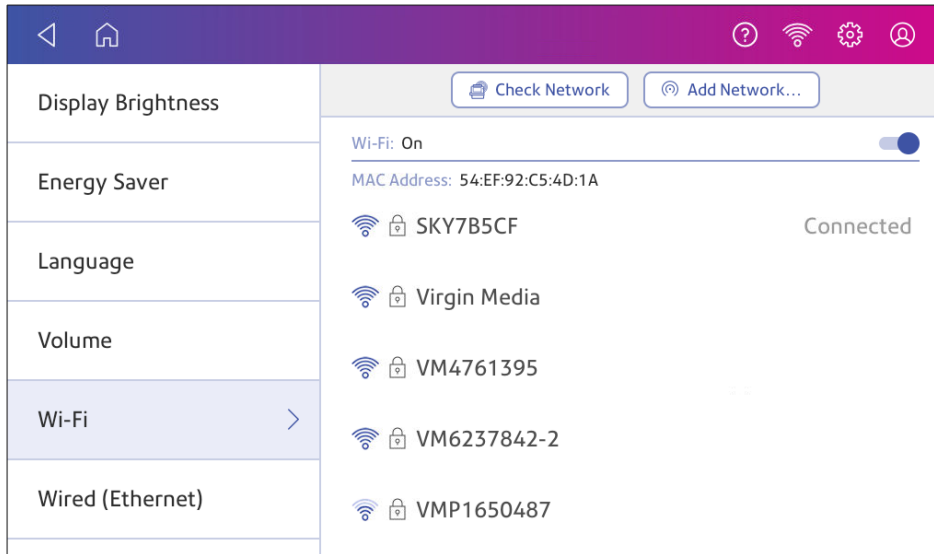 Display Brightness
Energy Saver
Language
Volume
Wi-Fi
Wired (Ethernet)
Check Network
Add Network...
Wi-Fi: On
MAC Address: 54:EF:92:C5:4D:1A
SKY7B5CF Connected
Virgin Media
VM4761395
VM6237842-2
VMP1650487